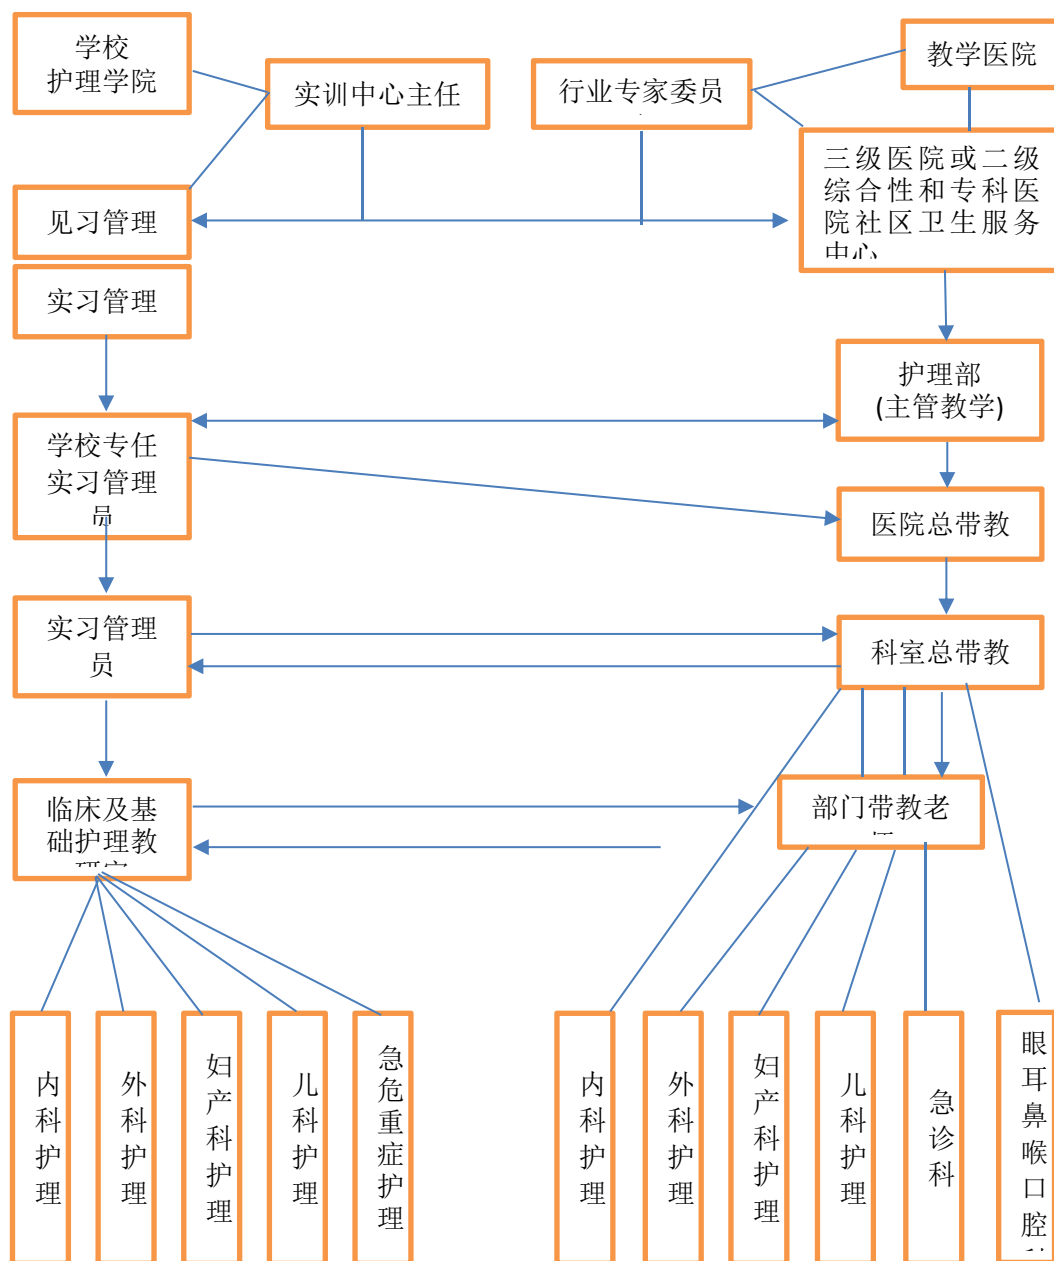 学校
护理学院
实训中心主任
行业专家委员
教学医院
三级医院或二级
综合性和专科医
院社区卫生服务
中心
见习管理
实习管理
护理部
(主管教学)
学校专任
实习管理
员
医院总带教
实习管理
员
科室总带教
临床及基
础护理教
研室
部门带教老
师
内科护理
外科护理
妇产科护理
儿科护理
急危重症护理
内科护理
外科护理
妇产科护理
儿科护理
急诊科
眼耳鼻喉口腔科